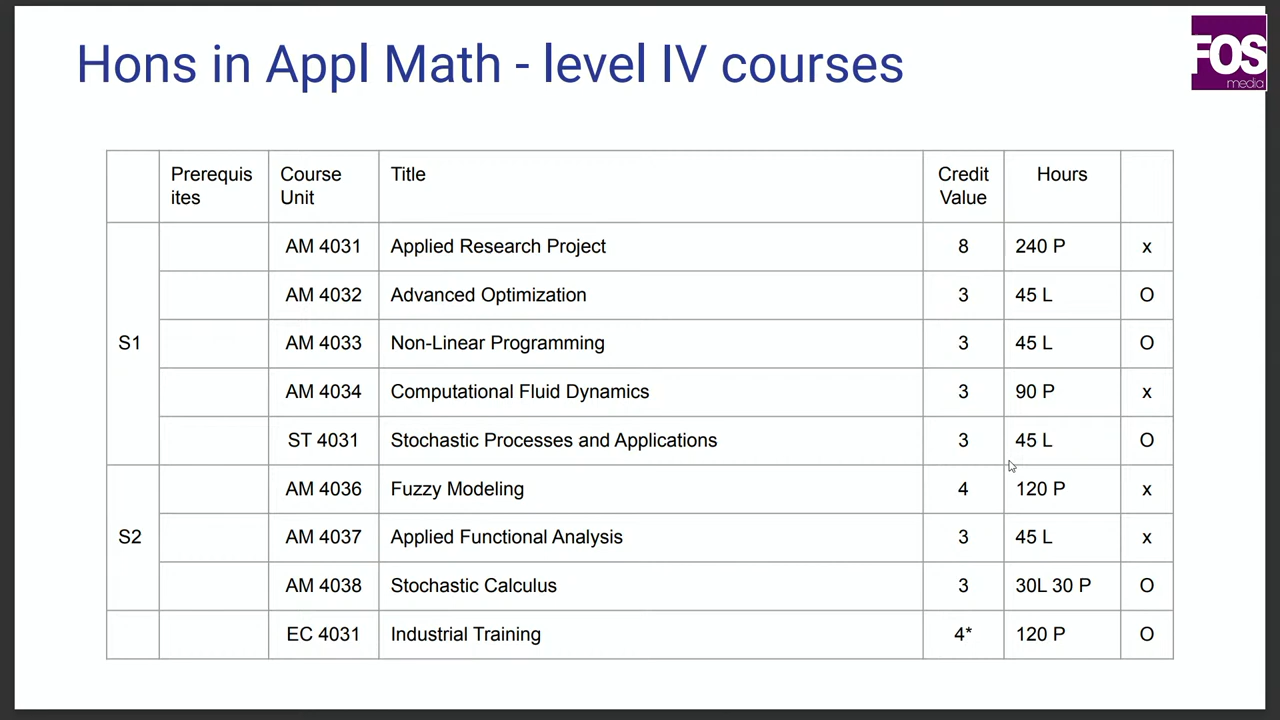 Hons in Appl Math - level IV courses
FOS
media
Prerequis
ites
Course
Unit
Title
Credit
Value
Hours
S1
AM 4031 Applied Research Project 8 240 P x
AM 4032 Advanced Optimization 3 45 L O
AM 4033 Non-Linear Programming 3 45 L O
AM 4034 Computational Fluid Dynamics 3 90 P x
ST 4031 Stochastic Processes and Applications 3 45 L O
S2
AM 4036 Fuzzy Modeling 4 120 P x
AM 4037 Applied Functional Analysis 3 45 L x
AM 4038 Stochastic Calculus 3 30L 30 P O
EC 4031 Industrial Training 4* 120 P O